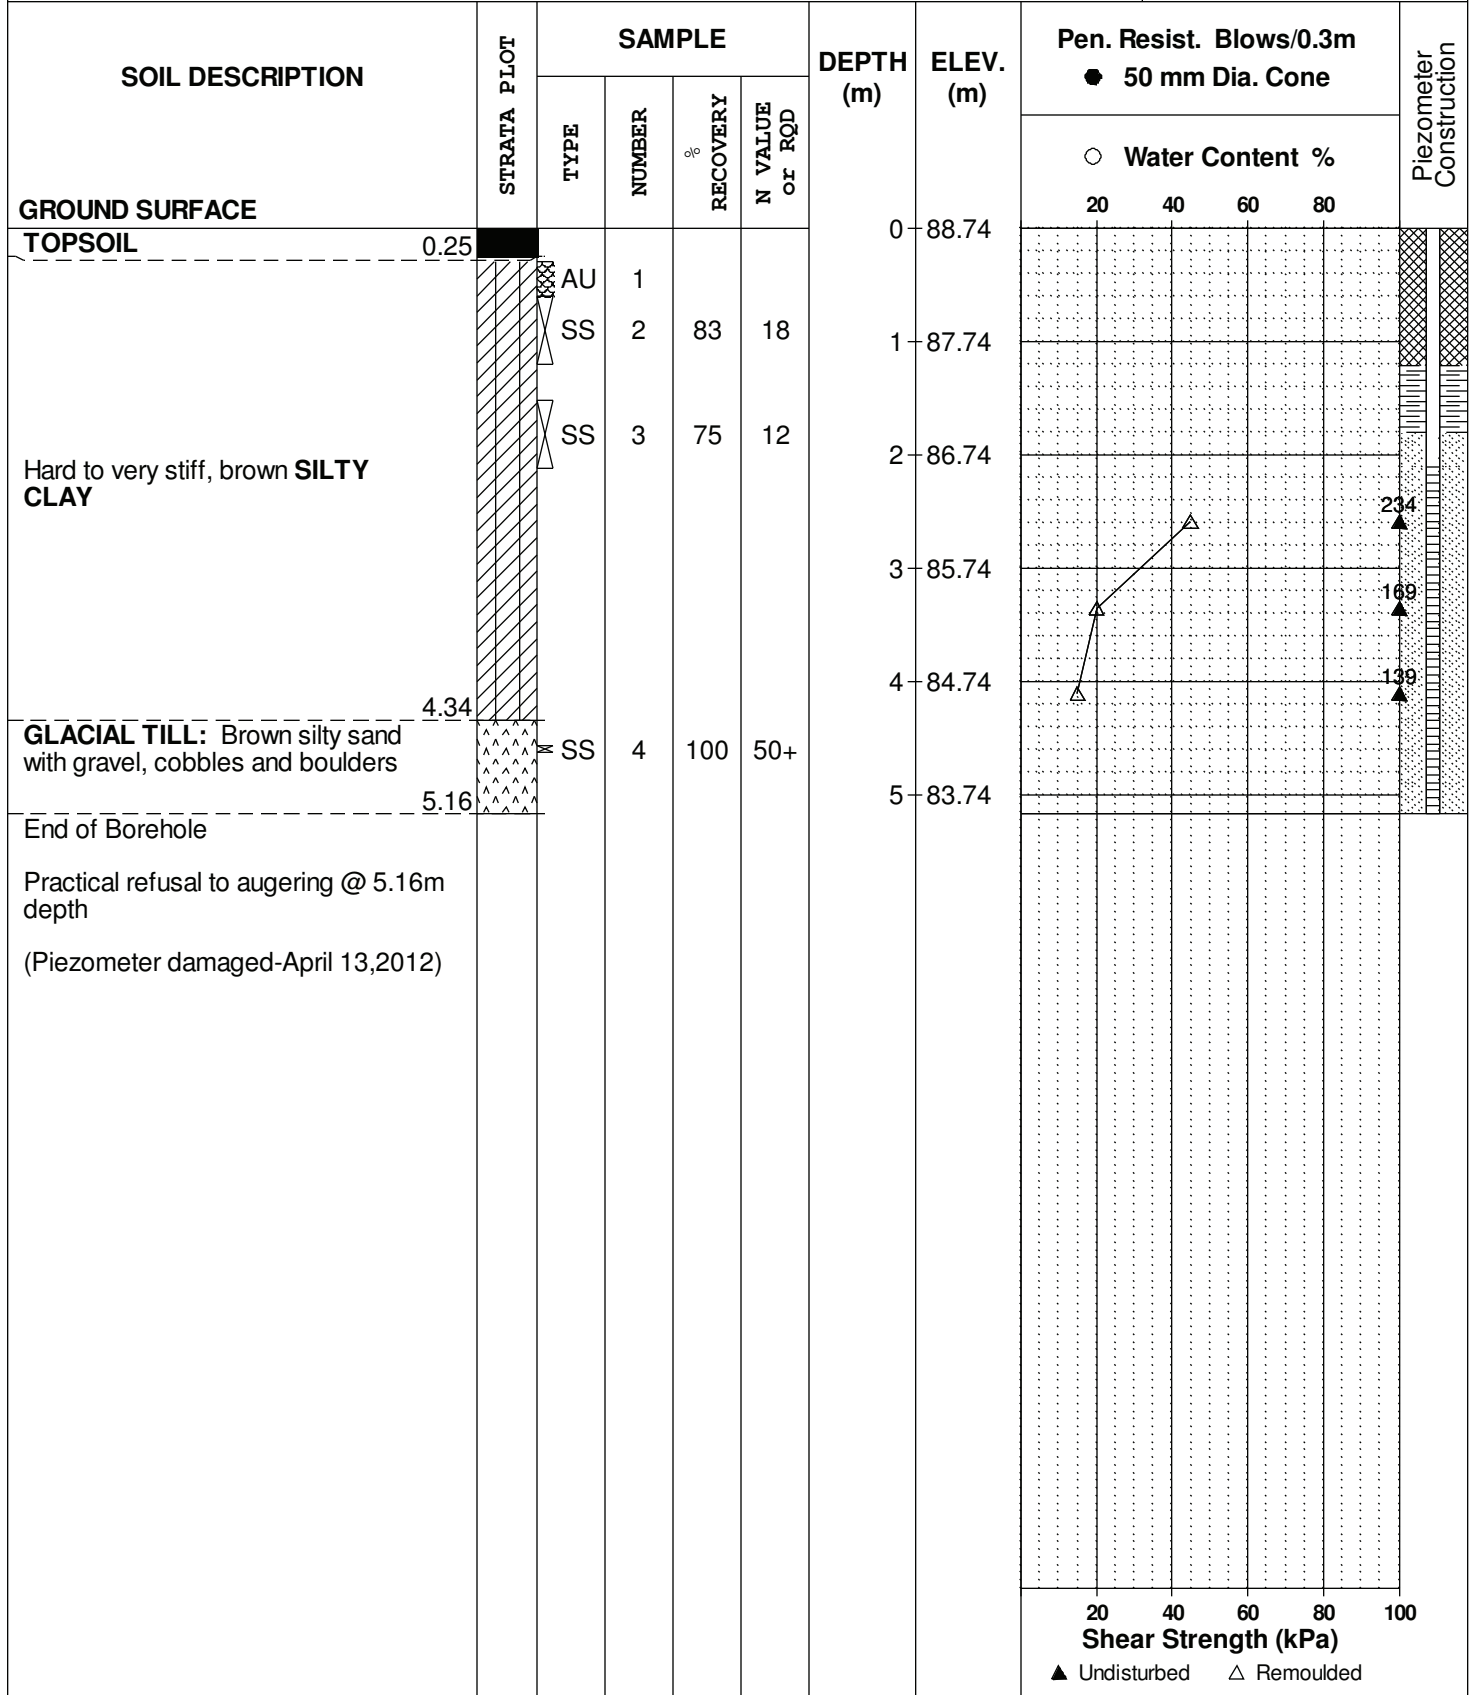 SOIL DESCRIPTION
GROUND SURFACE
STRATA PLOT
SAMPLE
TYPE
NUMBER
%
RECOVERY
N VALUE
or RQD
DEPTH
(m)
ELEV.
(m)
Pen. Resist. Blows/0.3m
● 50 mm Dia. Cone
○ Water Content %
20 40 60 80
Piezometer
Construction
TOPSOIL 0.25
0 88.74
AU 1
SS 2 83 18
1 87.74
SS 3 75 12
2 86.74
Hard to very stiff, brown SILTY
CLAY
234
3 85.74
169
4 84.74
139
4.34
GLACIAL TILL: Brown silty sand
with gravel, cobbles and boulders
SS 4 100 50+
5 83.74
5.16
End of Borehole
Practical refusal to augering @ 5.16m
depth
(Piezometer damaged-April 13,2012)
20 40 60 80 100
Shear Strength (kPa)
▲ Undisturbed △ Remoulded